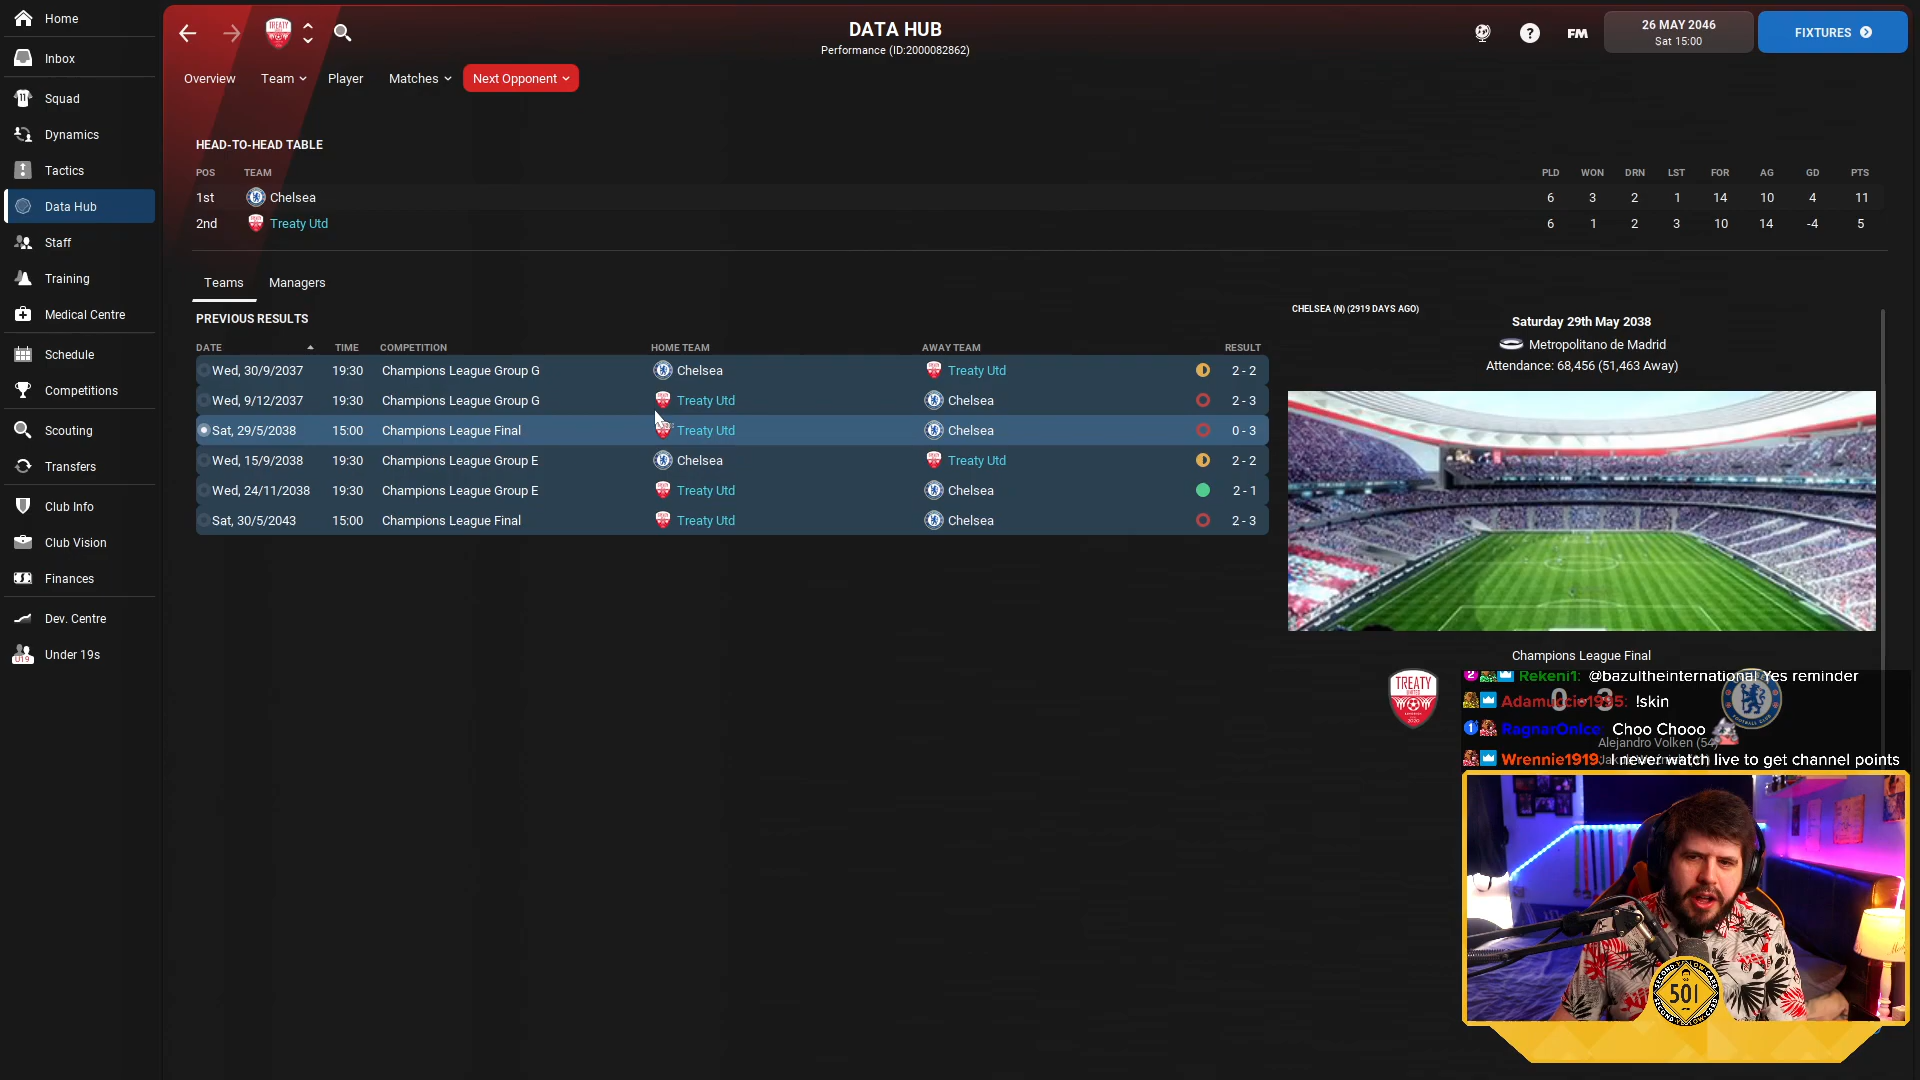 Home
Inbox
Squad
Dynamics
Tactics
Data Hub
Staff
Training
Medical Centre
Schedule
Competitions
Scouting
Transfers
Club Info
Club Vision
Finances
Dev. Centre
Under 19s
DATA HUB
Performance (ID:2000082862)
FM
26 MAY 2046
Sat 15:00
FIXTURES
Overview Team Player Matches Next Opponent
HEAD-TO-HEAD TABLE
POS TEAM PLD WON DRN LST FOR AG GD PTS
1st Chelsea 6 3 2 1 14 10 4 11
2nd Treaty Utd 6 1 2 3 10 14 -4 5
Teams Managers
PREVIOUS RESULTS
DATE TIME COMPETITION HOME TEAM AWAY TEAM RESULT
Wed, 30/9/2037 19:30 Champions League Group G Chelsea Treaty Utd 2 - 2
Wed, 9/12/2037 19:30 Champions League Group G Treaty Utd Chelsea 2 - 3
Sat, 29/5/2038 15:00 Champions League Final Treaty Utd Chelsea 0 - 3
Wed, 15/9/2038 19:30 Champions League Group E Chelsea Treaty Utd 2 - 2
Wed, 24/11/2038 19:30 Champions League Group E Treaty Utd Chelsea 2 - 1
Sat, 30/5/2043 15:00 Champions League Final Treaty Utd Chelsea 2 - 3
CHELSEA (N) (2919 DAYS AGO)
Saturday 29th May 2038
Metropolitano de Madrid
Attendance: 68,456 (51,463 Away)
Champions League Final
TREATY
0 - 3
Rekeni1: @bazultheinternational Yes reminder
Adamuccio1995: !skin
RagnarOnIce Choo Chooo
Alejandro Volken (54)
Wrennie1919: I never watch live to get channel points
SECOND YELLOW CARD
501